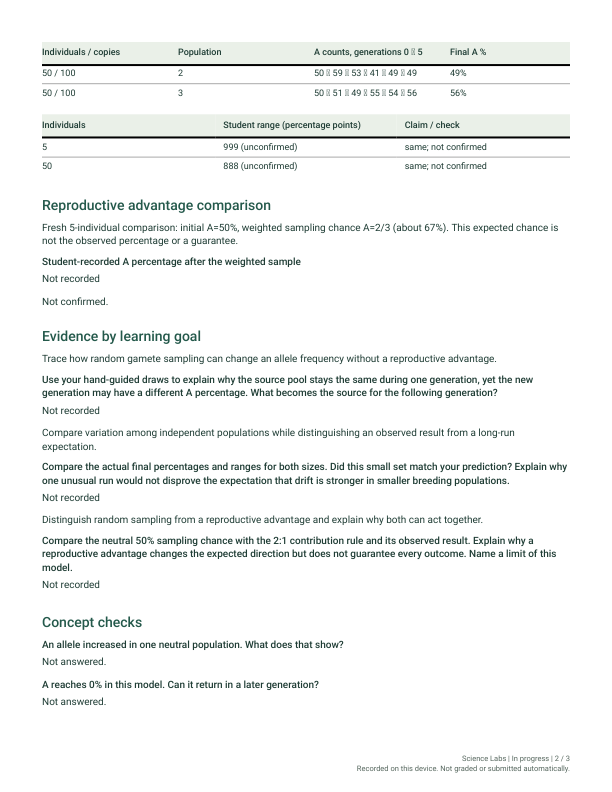 Individuals / copies Population A counts, generations 0 ▯ 5 Final A %
50 / 100 2 50 ▯ 59 ▯ 53 ▯ 41 ▯ 49 ▯ 49 49%
50 / 100 3 50 ▯ 51 ▯ 49 ▯ 55 ▯ 54 ▯ 56 56%
Individuals Student range (percentage points) Claim / check
5 999 (unconfirmed) same; not confirmed
50 888 (unconfirmed) same; not confirmed
Reproductive advantage comparison
Fresh 5-individual comparison: initial A=50%, weighted sampling chance A=2/3 (about 67%). This expected chance is
not the observed percentage or a guarantee.
Student-recorded A percentage after the weighted sample
Not recorded
Not confirmed.
Evidence by learning goal
Trace how random gamete sampling can change an allele frequency without a reproductive advantage.
Use your hand-guided draws to explain why the source pool stays the same during one generation, yet the new
generation may have a different A percentage. What becomes the source for the following generation?
Not recorded
Compare variation among independent populations while distinguishing an observed result from a long-run
expectation.
Compare the actual final percentages and ranges for both sizes. Did this small set match your prediction? Explain why
one unusual run would not disprove the expectation that drift is stronger in smaller breeding populations.
Not recorded
Distinguish random sampling from a reproductive advantage and explain why both can act together.
Compare the neutral 50% sampling chance with the 2:1 contribution rule and its observed result. Explain why a
reproductive advantage changes the expected direction but does not guarantee every outcome. Name a limit of this
model.
Not recorded
Concept checks
An allele increased in one neutral population. What does that show?
Not answered.
A reaches 0% in this model. Can it return in a later generation?
Not answered.
Science Labs | In progress | 2 / 3
Recorded on this device. Not graded or submitted automatically.